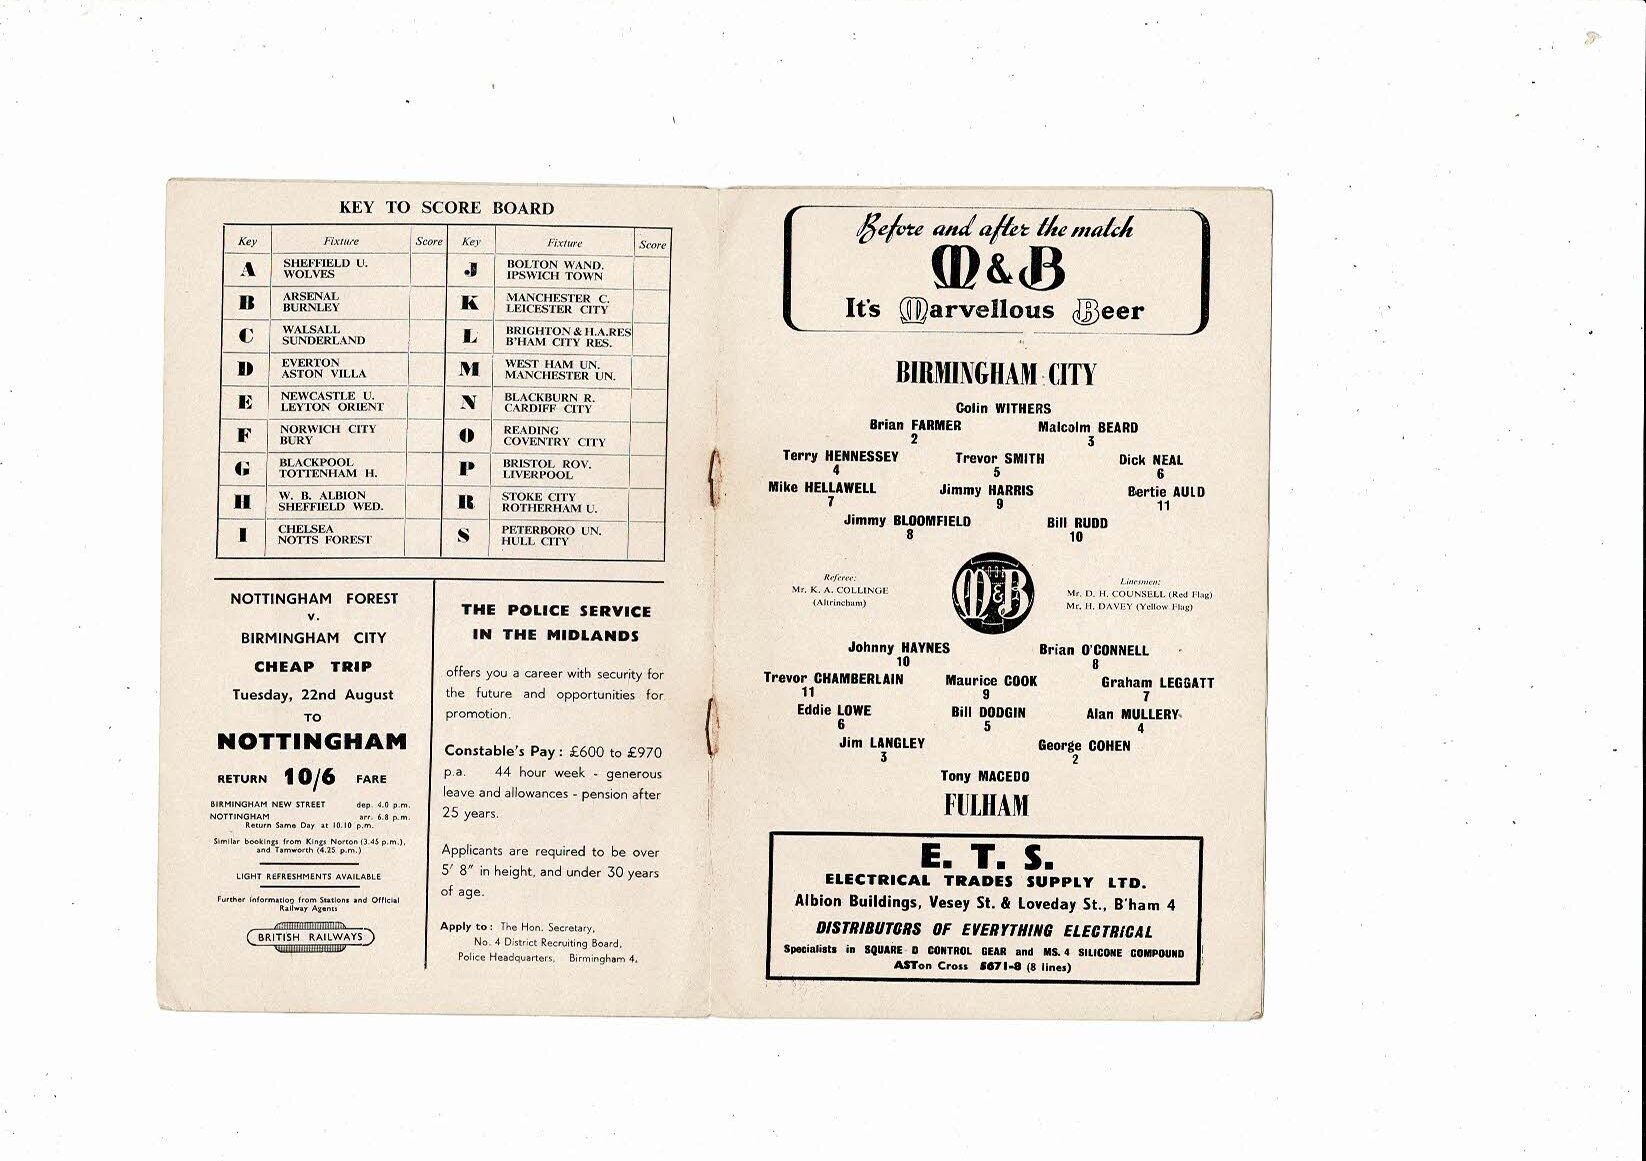 KEY TO SCORE BOARD
Key Fixture Score Key Fixture Score
A SHEFFIELD U. WOLVES J BOLTON WAND. IPSWICH TOWN
B ARSENAL BURNLEY K MANCHESTER C. LEICESTER CITY
C WALSALL SUNDERLAND L BRIGHTON & H.A.RES B'HAM CITY RES.
D EVERTON ASTON VILLA M WEST HAM UN. MANCHESTER UN.
E NEWCASTLE U. LEYTON ORIENT N BLACKBURN R. CARDIFF CITY
F NORWICH CITY BURY O READING COVENTRY CITY
G BLACKPOOL TOTTENHAM H. P BRISTOL ROV. LIVERPOOL
H W. B. ALBION SHEFFIELD WED. R STOKE CITY ROTHERHAM U.
I CHELSEA NOTTS FOREST S PETERBORO UN. HULL CITY
NOTTINGHAM FOREST
v.
BIRMINGHAM CITY
CHEAP TRIP
Tuesday, 22nd August
TO
NOTTINGHAM
RETURN 10/6 FARE
BIRMINGHAM NEW STREET dep. 4.0 p.m.
NOTTINGHAM arr. 6.8 p.m.
Return Same Day at 10.10 p.m.
Similar bookings from Kings Norton (3.45 p.m.),
and Tamworth (4.25 p.m.)
LIGHT REFRESHMENTS AVAILABLE
Further information from Stations and Official
Railway Agents
BRITISH RAILWAYS
THE POLICE SERVICE
IN THE MIDLANDS
offers you a career with security for
the future and opportunities for
promotion.
Constable's Pay : £600 to £970
p.a. 44 hour week - generous
leave and allowances - pension after
25 years.
Applicants are required to be over
5' 8" in height, and under 30 years
of age.
Apply to : The Hon. Secretary,
No. 4 District Recruiting Board,
Police Headquarters, Birmingham 4.
Before and after the match
M & B
It's Marvellous Beer
BIRMINGHAM CITY
Colin WITHERS
Brian FARMER Malcolm BEARD
2 3
Terry HENNESSEY Trevor SMITH Dick NEAL
4 5 6
Mike HELLAWELL Jimmy HARRIS Bertie AULD
7 9 11
Jimmy BLOOMFIELD Bill RUDD
8 10
Referee:
Mr. K. A. COLLINGE
(Altrincham)
M & B
Linesmen:
Mr. D. H. COUNSELL (Red Flag)
Mr. H. DAVEY (Yellow Flag)
Johnny HAYNES Brian O'CONNELL
10 8
Trevor CHAMBERLAIN Maurice COOK Graham LEGGATT
11 9 7
Eddie LOWE Bill DODGIN Alan MULLERY
6 5 4
Jim LANGLEY George COHEN
3 2
Tony MACEDO
FULHAM
E. T. S.
ELECTRICAL TRADES SUPPLY LTD.
Albion Buildings, Vesey St. & Loveday St., B'ham 4
DISTRIBUTORS OF EVERYTHING ELECTRICAL
Specialists in SQUARE D CONTROL GEAR and MS. 4 SILICONE COMPOUND
ASTon Cross 5671-8 (8 lines)